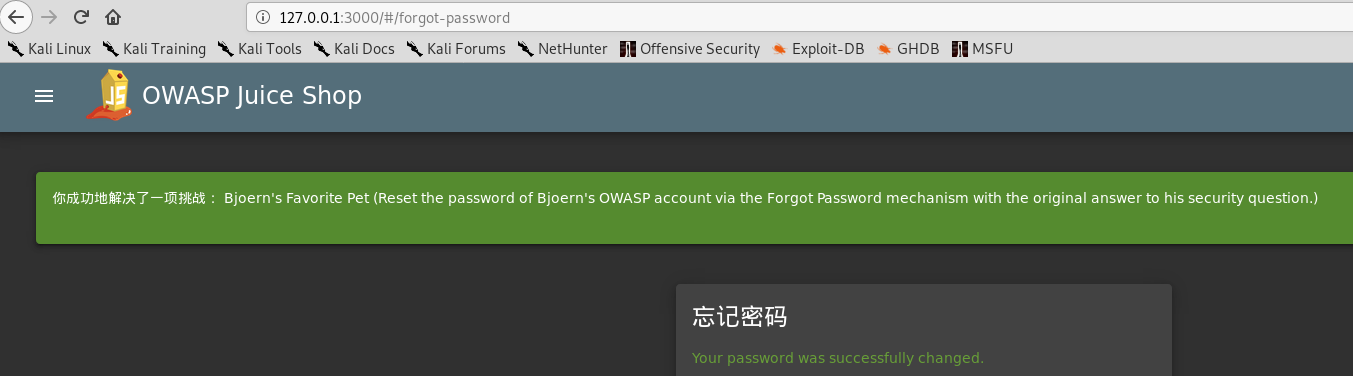 127.0.0.1:3000/#/forgot-password
Kali Linux Kali Training Kali Tools Kali Docs Kali Forums NetHunter Offensive Security Exploit-DB GHDB MSFU
JS OWASP Juice Shop
你成功地解决了一项挑战： Bjoern's Favorite Pet (Reset the password of Bjoern's OWASP account via the Forgot Password mechanism with the original answer to his security question.)
忘记密码
Your password was successfully changed.